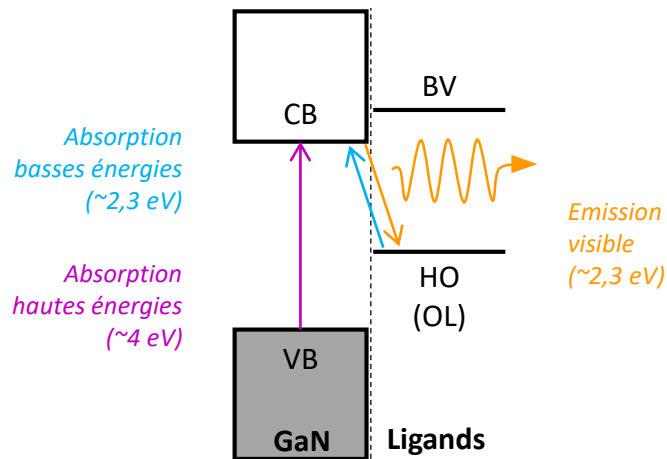 CB
BV
Absorption
basses énergies
(~2,3 eV)
Emission
visible
(~2,3 eV)
HO
(OL)
Absorption
hautes énergies
(~4 eV)
VB
GaN
Ligands